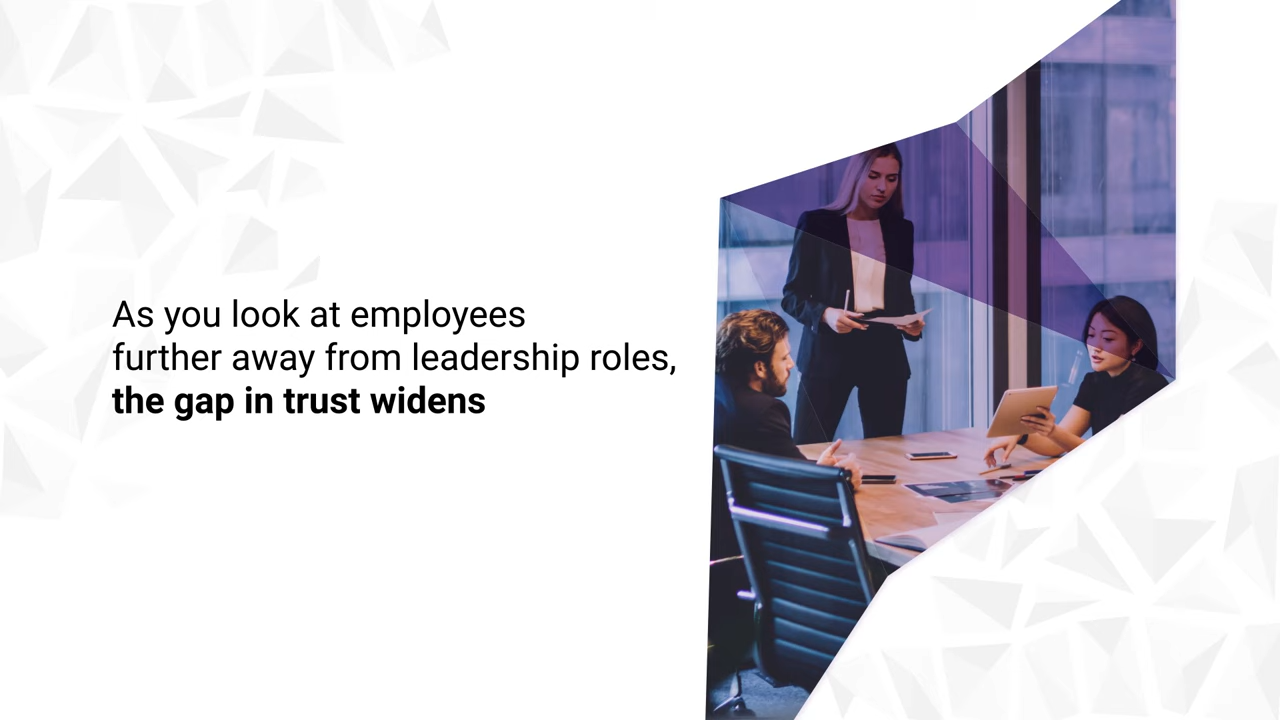 As you look at employees
further away from leadership roles,
the gap in trust widens